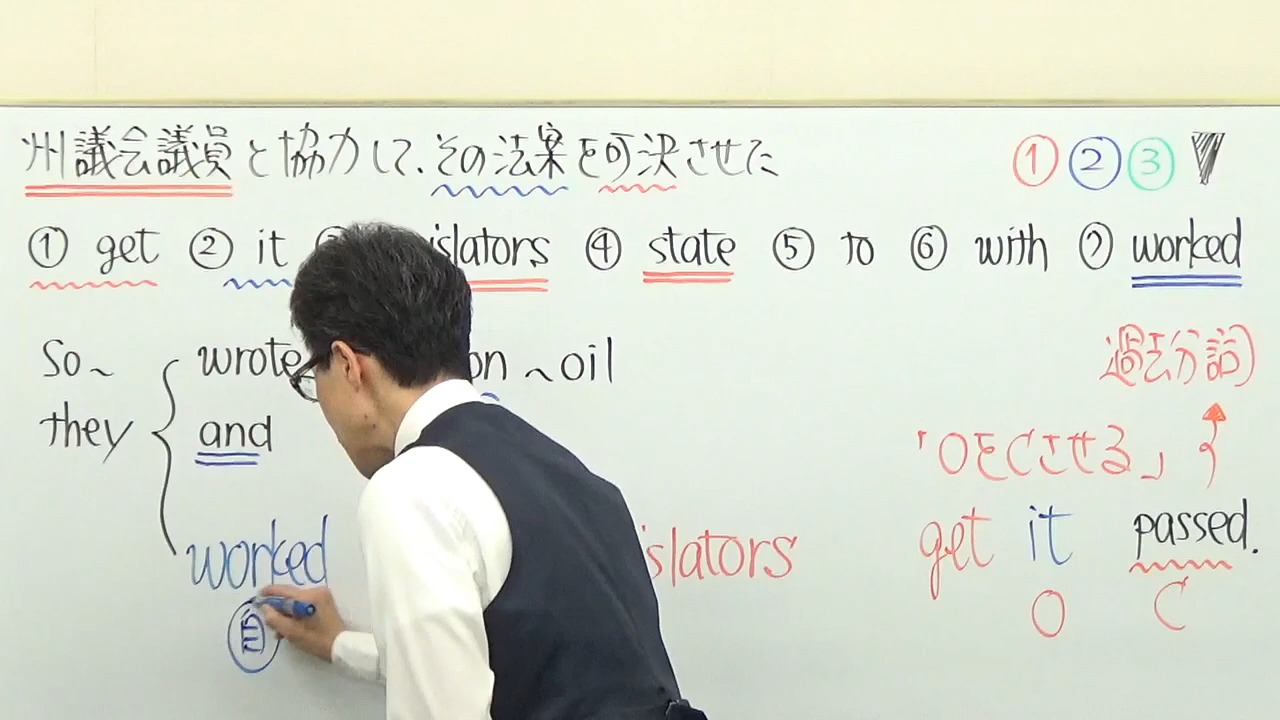 州議会議員と協力して、その法案を可決させた
① ② ③
① get ② it islators ④ state ⑤ to ⑥ with ⑦ worked
So~ wrote on ~oil
過去分詞
they and
「OをCさせる」
worked islators get it passed.
自 O C